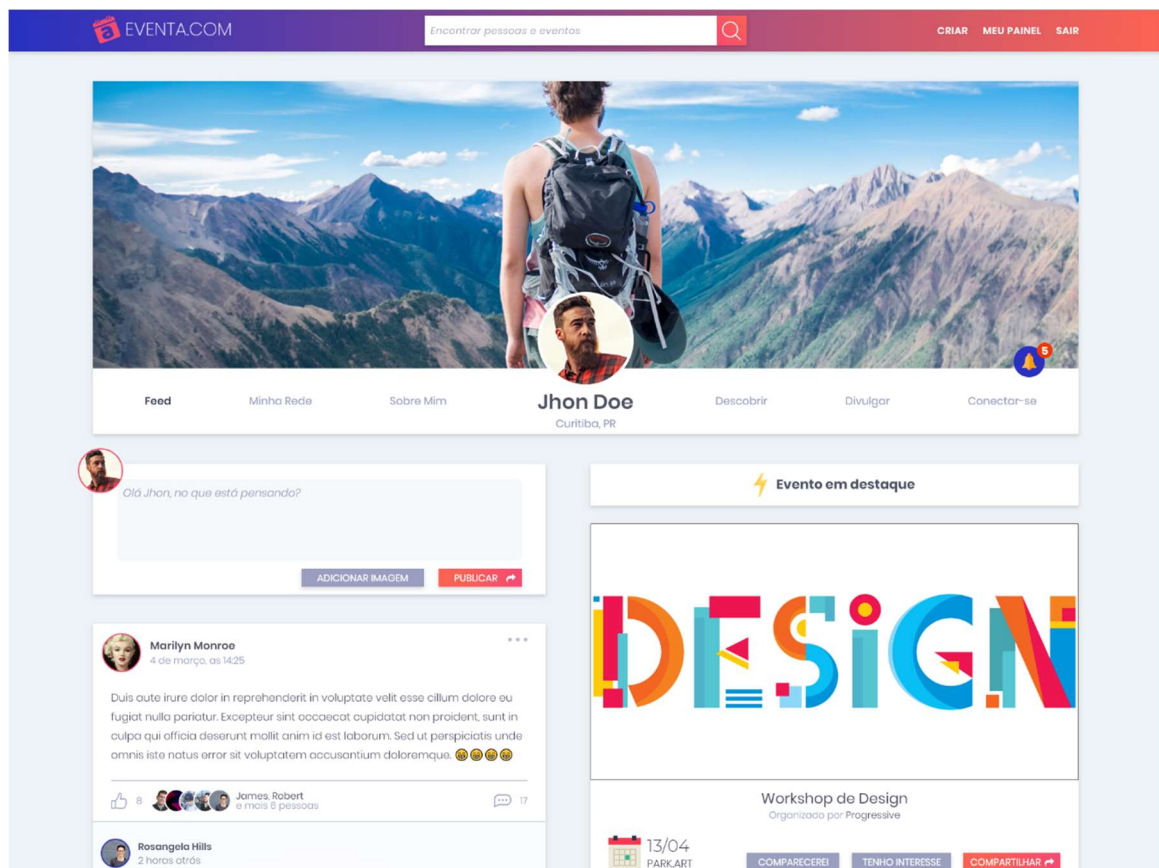 EVENTA.COM
Encontrar pessoas e eventos
CRIAR MEU PAINEL SAIR
5
Feed Minha Rede Sobre Mim Jhon Doe Descobrir Divulgar Conectar-se
Curitiba, PR
Olá Jhon, no que está pensando?
ADICIONAR IMAGEM PUBLICAR
Marilyn Monroe
4 de março, as 14:25
Duis aute irure dolor in reprehenderit in voluptate velit esse cillum dolore eu
fugiat nulla pariatur. Excepteur sint occaecat cupidatat non proident, sunt in
culpa qui officia deserunt mollit anim id est laborum. Sed ut perspiciatis unde
omnis iste natus error sit voluptatem accusantium doloremque.
8 James, Robert
e mais 6 pessoas
17
Rosangela Hills
2 horas atrás
Evento em destaque
DESiGN
Workshop de Design
Organizado por Progressive
13/04
PARKART
COMPARECEREI TENHO INTERESSE COMPARTILHAR